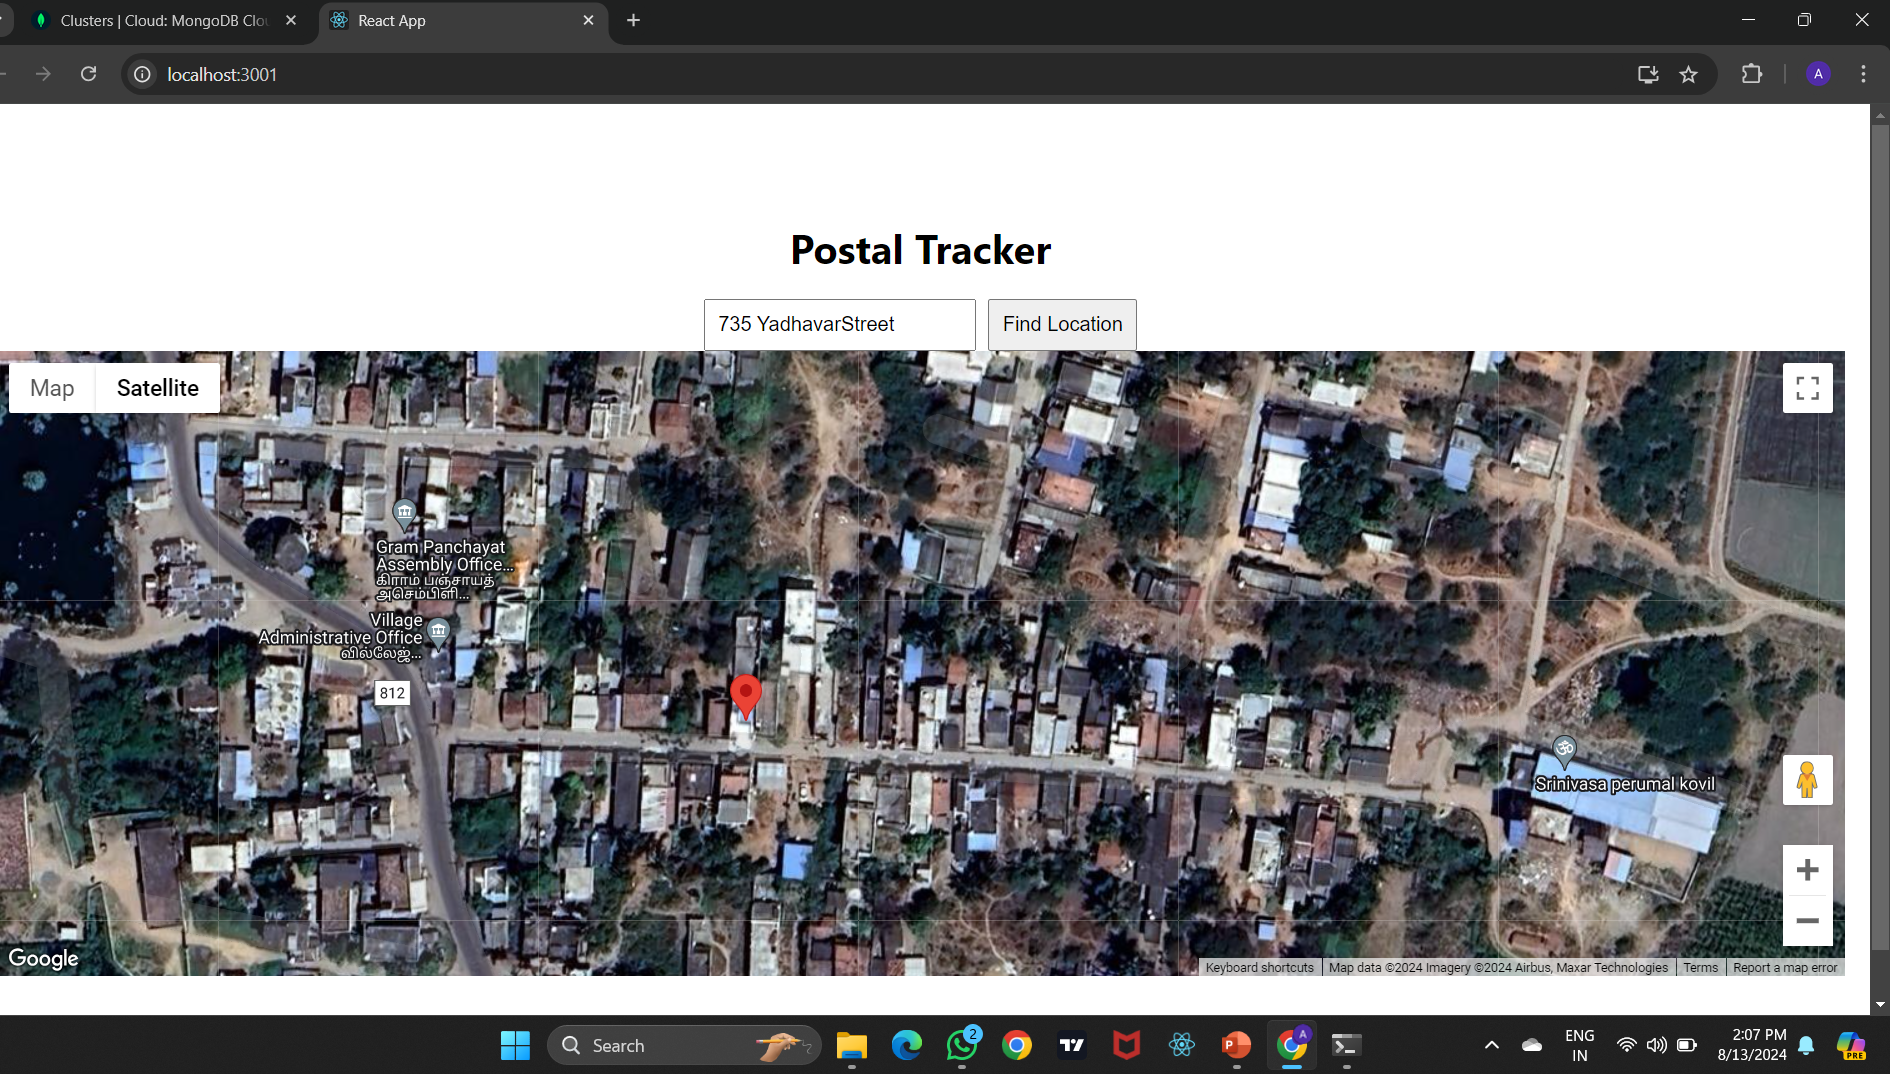 Clusters | Cloud: MongoDB Clou
React App
localhost:3001
A
Postal Tracker
735 YadhavarStreet
Find Location
Map
Satellite
Gram Panchayat
Assembly Office...
கிராம பஞ்சாயத்
அசெம்பிளி...
Village
Administrative Office
வில்லேஜ்...
812
ॐ
Srinivasa perumal kovil
Google
Keyboard shortcuts
Map data ©2024 Imagery ©2024 Airbus, Maxar Technologies
Terms
Report a map error
Search
2
P
A
ENG
IN
2:07 PM
8/13/2024
PRE